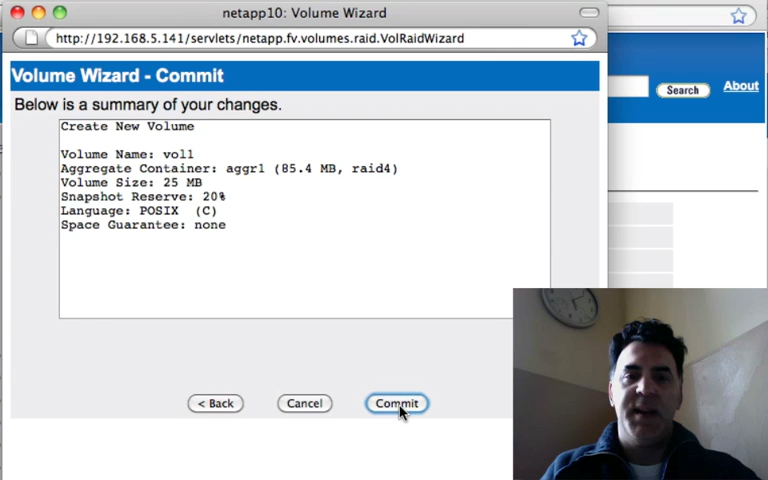 netapp10: Volume Wizard
http://192.168.5.141/servlets/netapp.fv.volumes.raid.VolRaidWizard
Search
About
Volume Wizard - Commit
Below is a summary of your changes.
Create New Volume
Volume Name: vol1
Aggregate Container: aggr1 (85.4 MB, raid4)
Volume Size: 25 MB
Snapshot Reserve: 20%
Language: POSIX (C)
Space Guarantee: none
< Back
Cancel
Commit